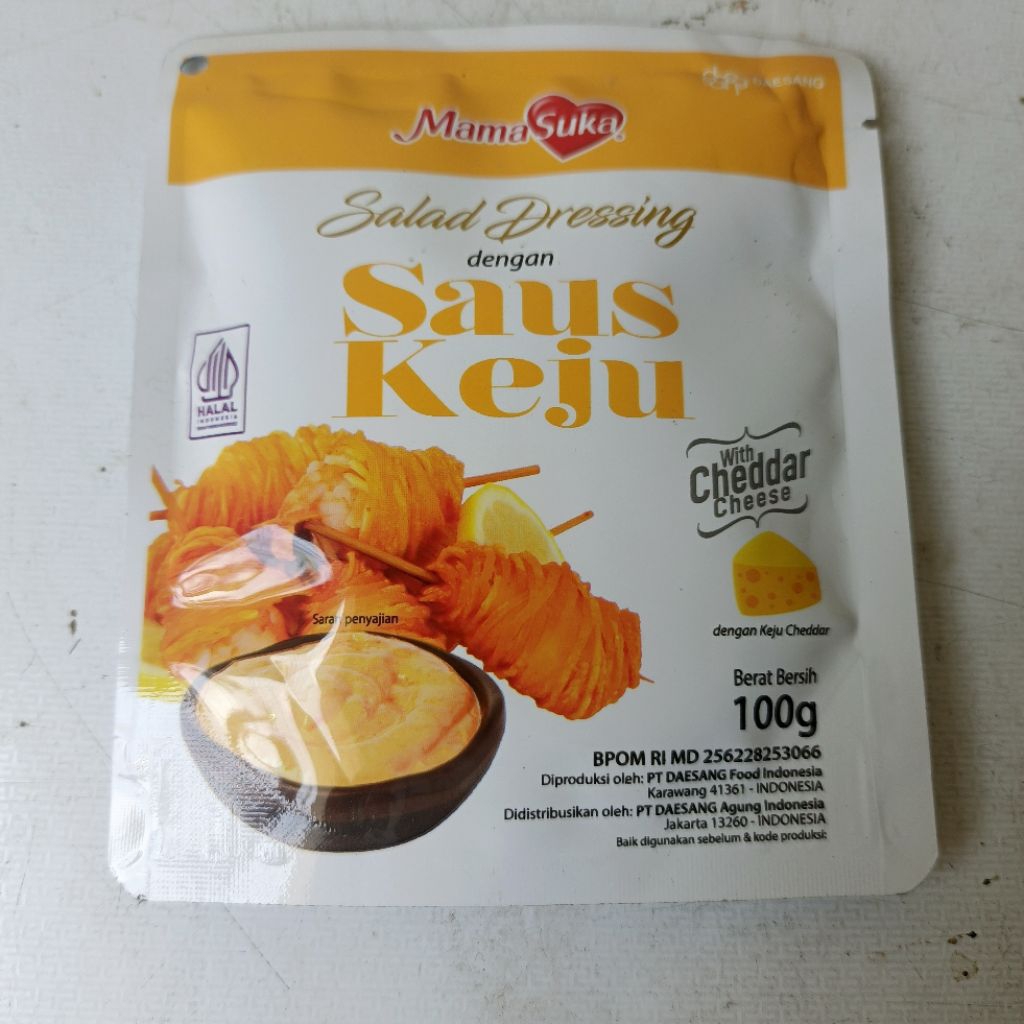 DAESANG
MamaSuka
Salad Dressing
dengan
Saus
Keju
HALAL
INDONESIA
With
Cheddar
Cheese
dengan Keju Cheddar
Saran penyajian
Berat Bersih
100g
BPOM RI MD 256228253066
Diproduksi oleh: PT DAESANG Food Indonesia
Karawang 41361 - INDONESIA
Didistribusikan oleh: PT DAESANG Agung Indonesia
Jakarta 13260 - INDONESIA
Baik digunakan sebelum & kode produksi: